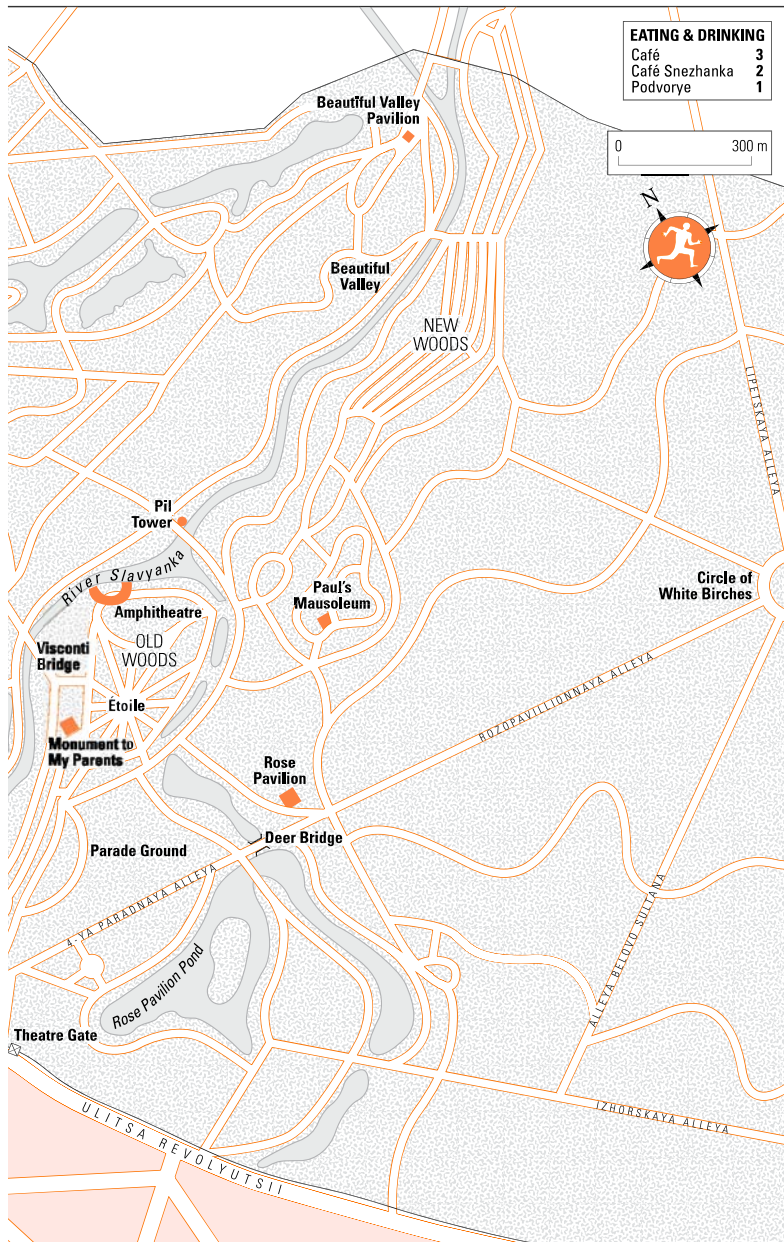 EATING & DRINKING
Café 3
Café Snezhanka 2
Podvorye 1
0 300 m
N
Beautiful Valley
Pavilion
Beautiful
Valley
NEW
WOODS
LIPETSKAYA ALLEYA
Pil
Tower
River Slavyanka
Amphitheatre
Paul's
Mausoleum
Circle of
White Birches
Visconti
Bridge
OLD
WOODS
Étoile
Monument to
My Parents
ROZOPAVILLIONNAYA ALLEYA
Rose
Pavilion
Deer Bridge
Parade Ground
4-YA PARADNAYA ALLEYA
Rose Pavilion Pond
ALLEYA BELOVO SULTANA
Theatre Gate
IZHORSKAYA ALLEYA
ULITSA REVOLYUTSII